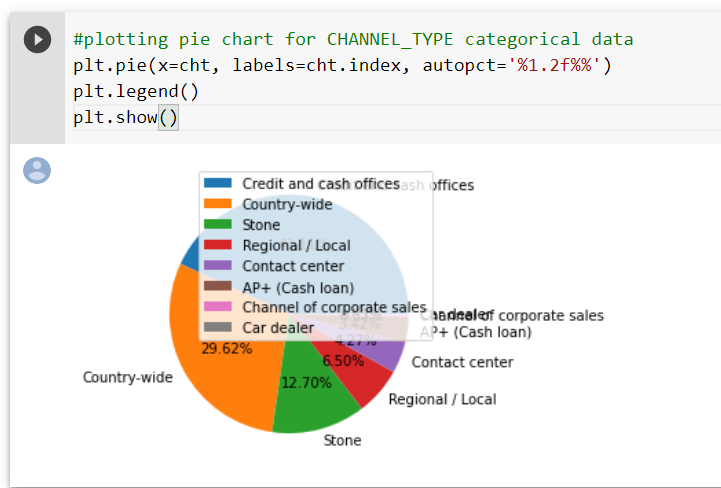 #plotting pie chart for CHANNEL_TYPE categorical data
plt.pie(x=cht, labels=cht.index, autopct='%1.2f%%')
plt.legend()
plt.show()
Credit and cash offices
Country-wide
Stone
Regional / Local
Contact center
AP+ (Cash loan)
Channel of corporate sales
Car dealer
cash offices
Car dealer
Channel of corporate sales
3.42%
AP+ (Cash loan)
4.27%
29.62%
6.50%
Contact center
Country-wide
12.70%
Regional / Local
Stone